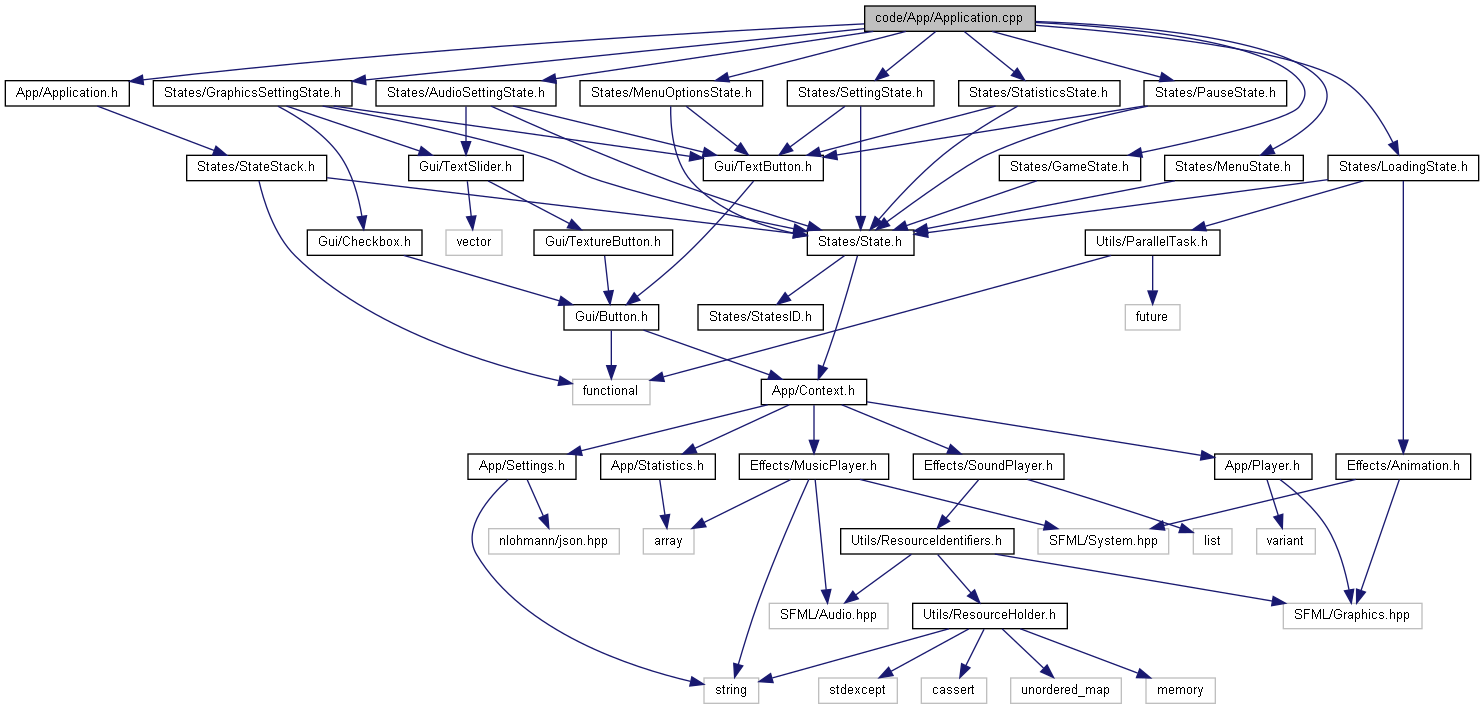 code/App/Application.cpp
App/Application.h
States/GraphicsSettingState.h
States/AudioSettingState.h
States/MenuOptionsState.h
States/SettingState.h
States/StatisticsState.h
States/PauseState.h
States/StateStack.h
Gui/TextSlider.h
Gui/TextButton.h
States/GameState.h
States/MenuState.h
States/LoadingState.h
Gui/Checkbox.h
vector
Gui/TextureButton.h
States/State.h
Utils/ParallelTask.h
Gui/Button.h
States/StatesID.h
future
functional
App/Context.h
App/Settings.h
App/Statistics.h
Effects/MusicPlayer.h
Effects/SoundPlayer.h
App/Player.h
Effects/Animation.h
nlohmann/json.hpp
array
Utils/ResourceIdentifiers.h
SFML/System.hpp
list
variant
SFML/Audio.hpp
Utils/ResourceHolder.h
SFML/Graphics.hpp
string
stdexcept
cassert
unordered_map
memory